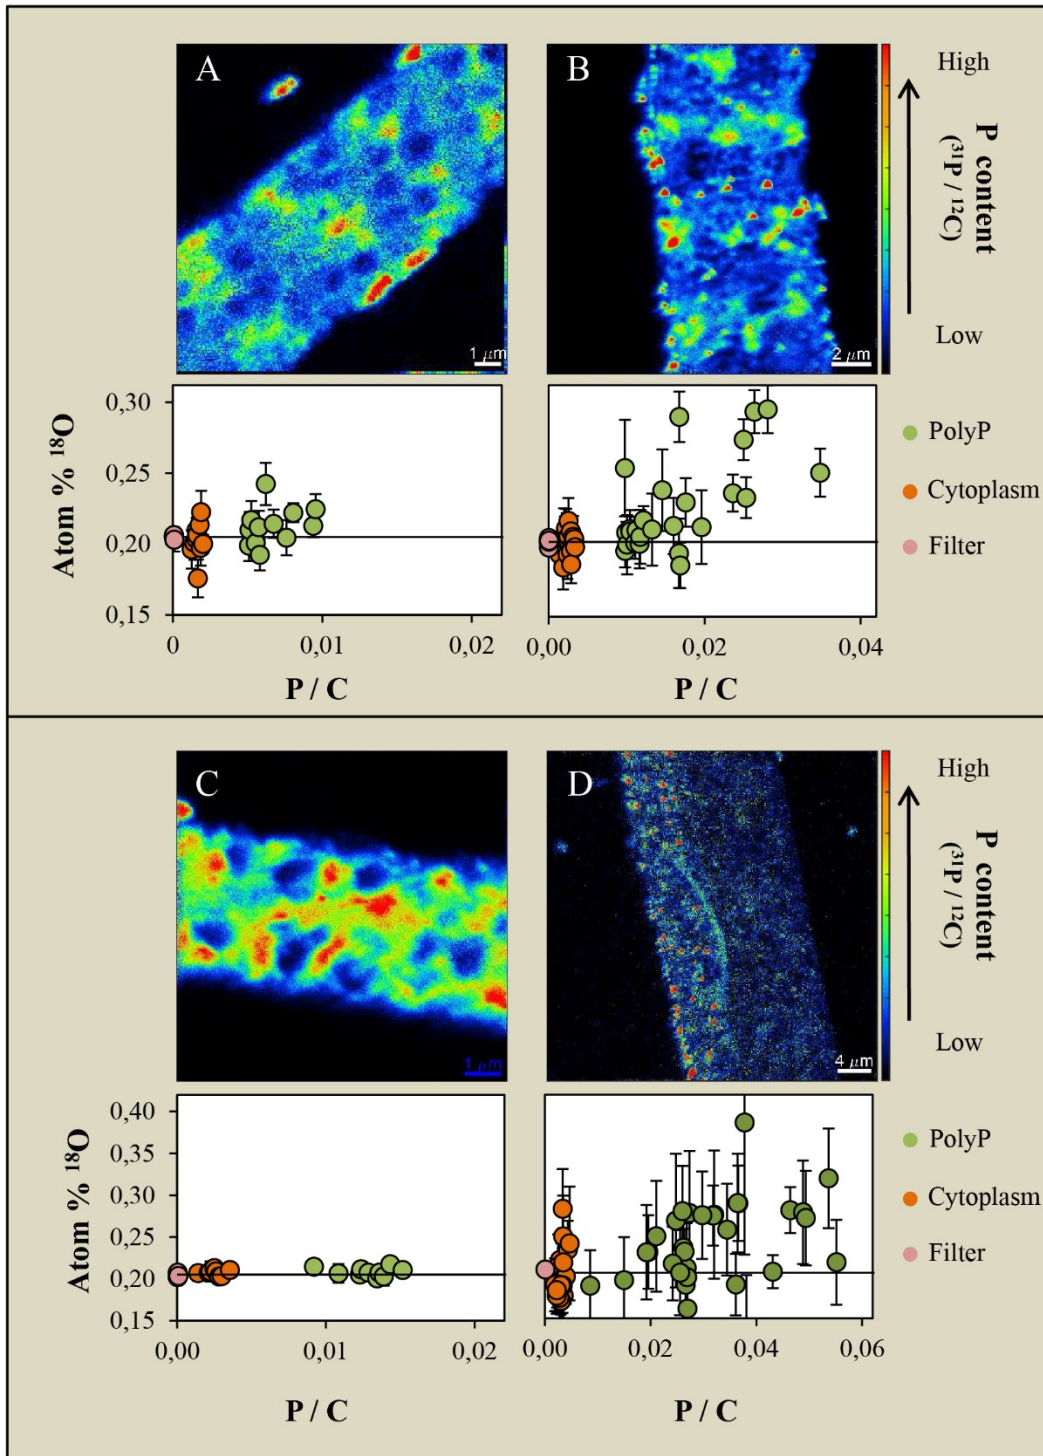 A
B
High
P content
(³¹P / ¹²C)
Low
1 μm
2 μm
Atom % ¹⁸O
0,30
0,25
0,20
0,15
0
0,01
0,02
P / C
0,00
0,02
0,04
P / C
PolyP
Cytoplasm
Filter
C
D
High
P content
(³¹P / ¹²C)
Low
1 μm
4 μm
Atom % ¹⁸O
0,40
0,35
0,30
0,25
0,20
0,15
0,00
0,01
0,02
P / C
0,00
0,02
0,04
0,06
P / C
PolyP
Cytoplasm
Filter